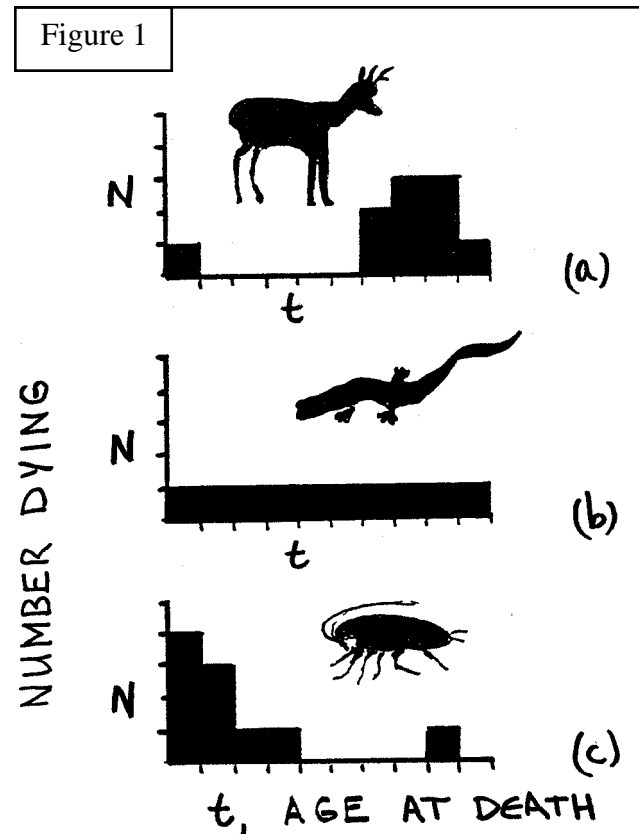 Figure 1
N
t
(a)
NUMBER DYING
N
t
(b)
N
(c)
t, AGE AT DEATH